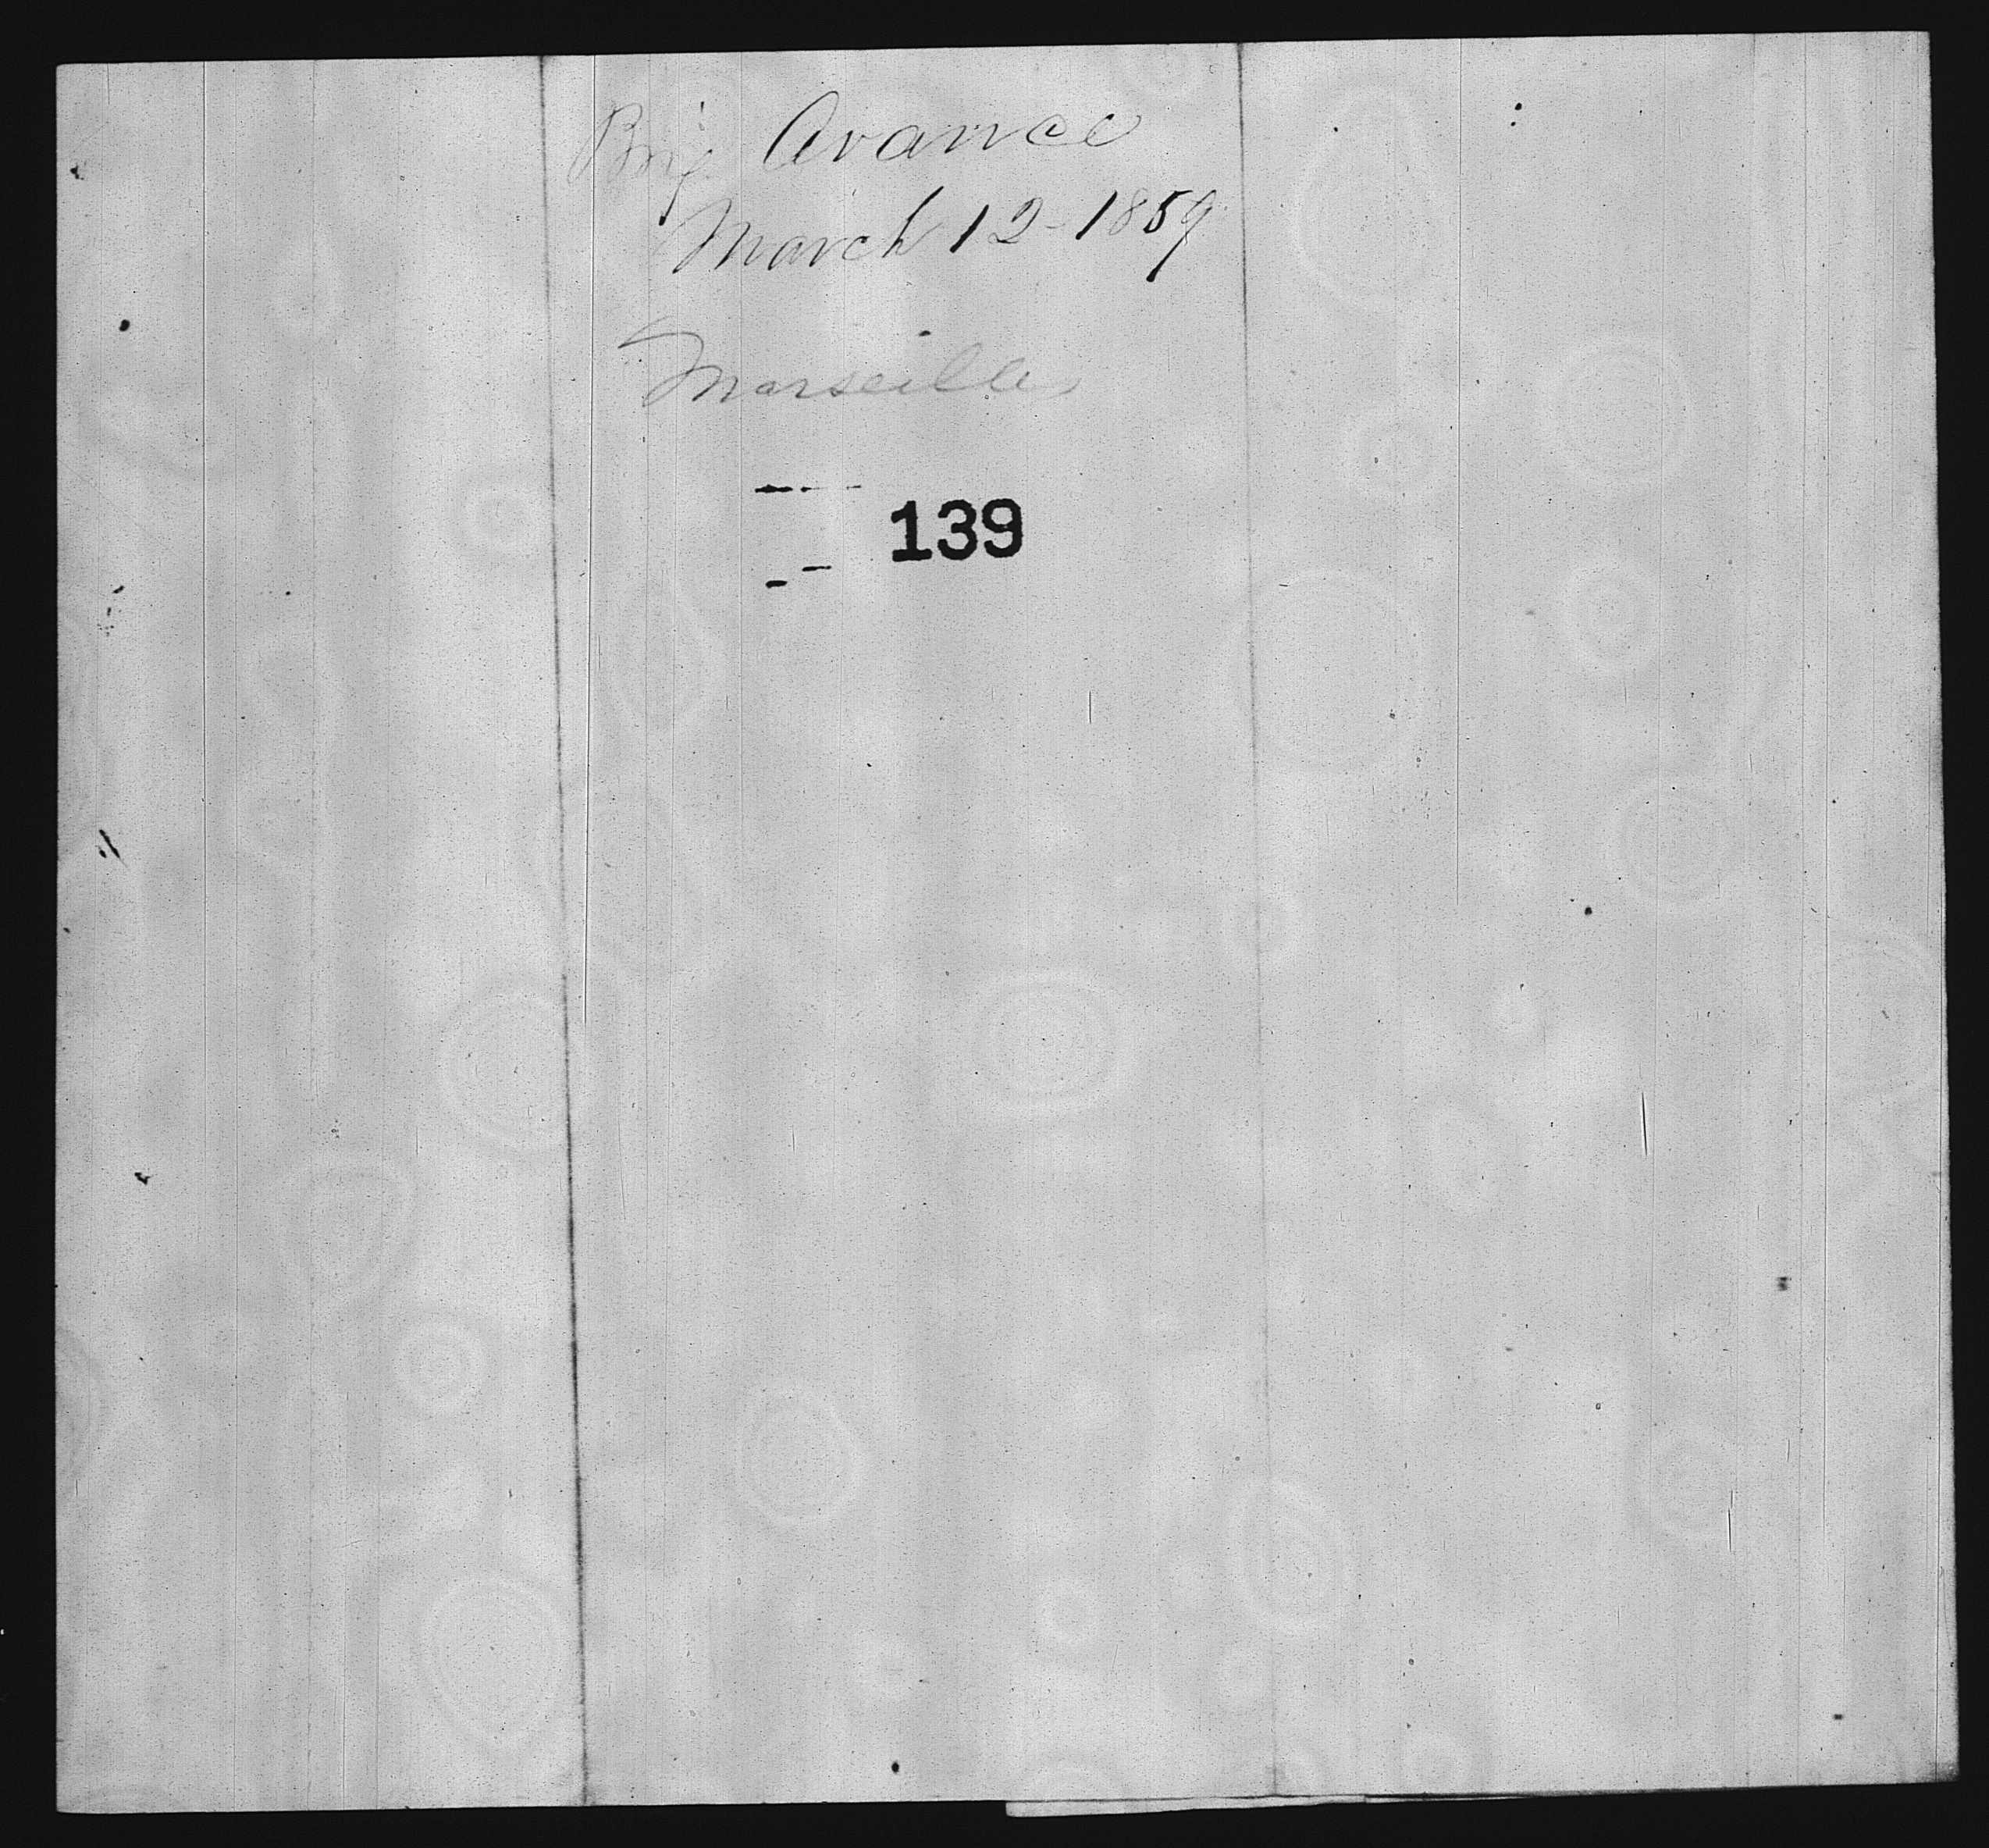 Brig Avance
March 12-1859
Marseilles
139